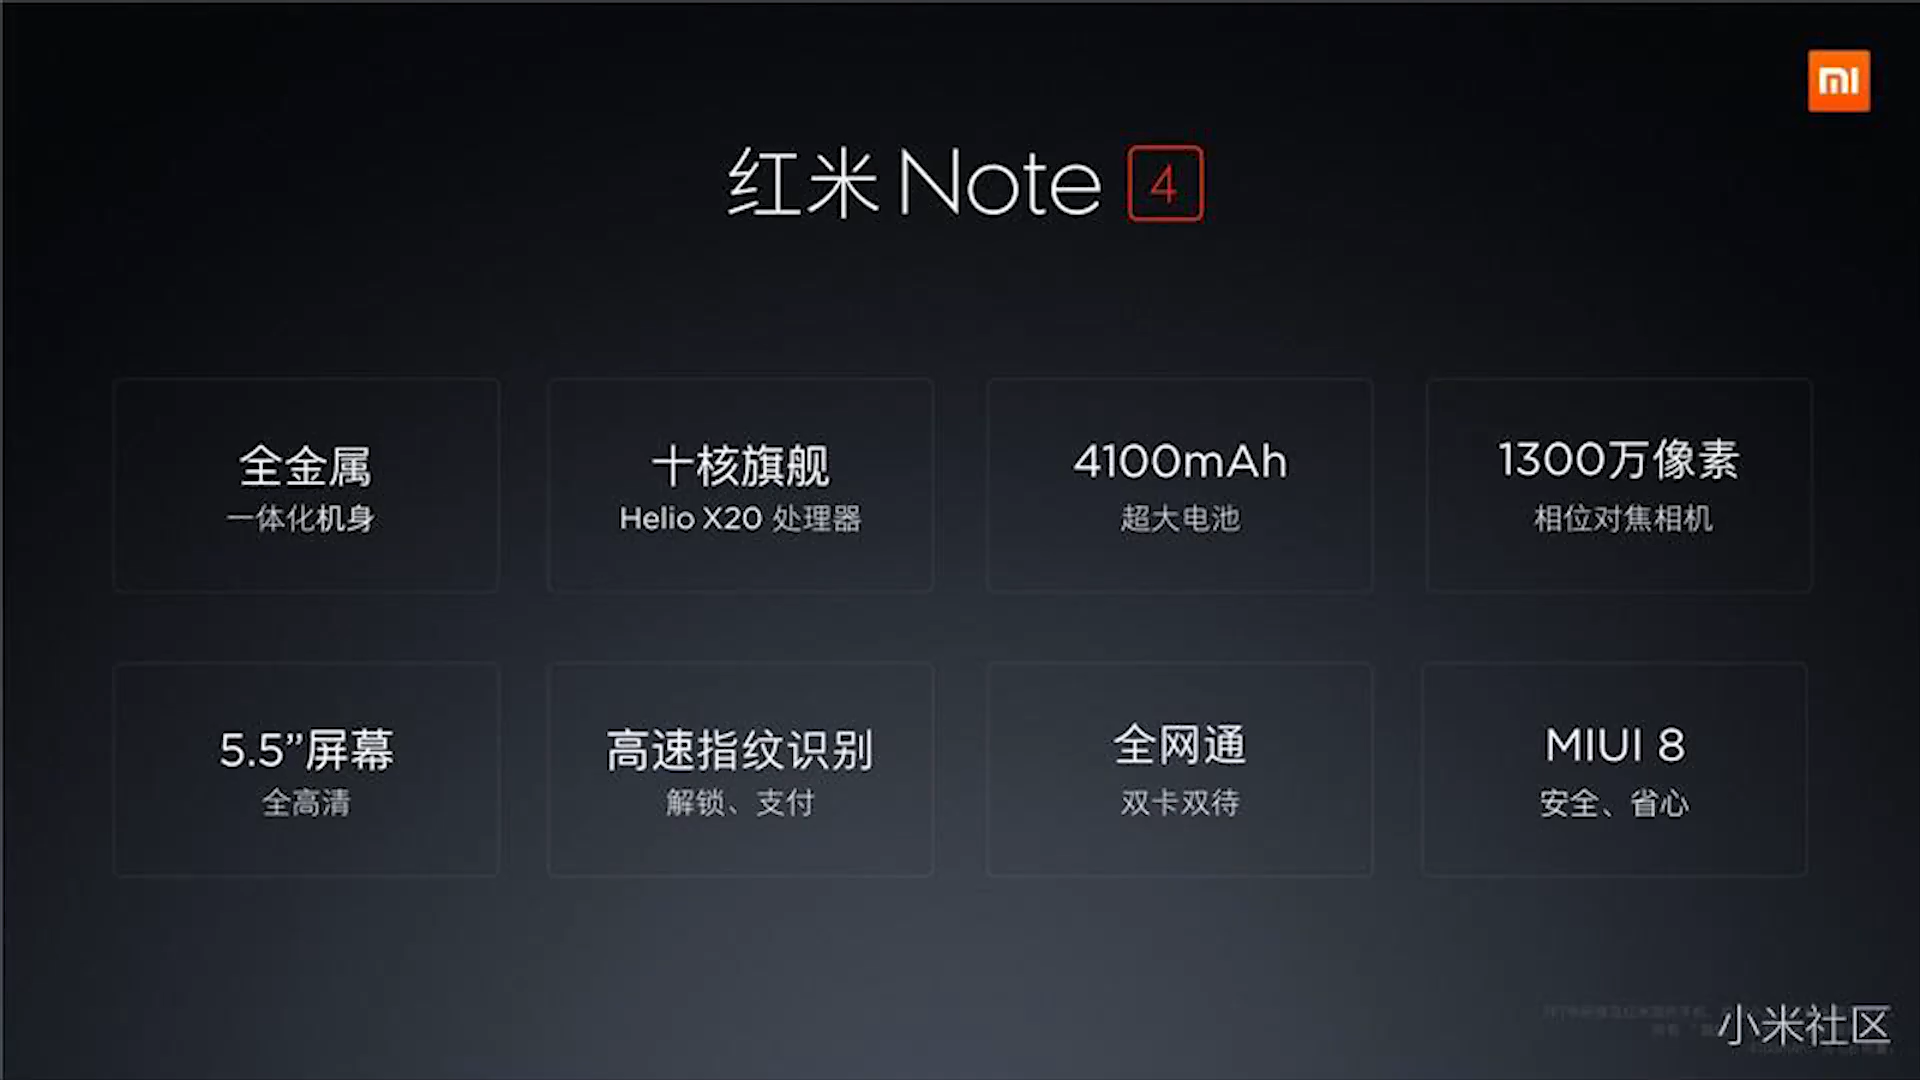 mi
红米 Note 4
全金属
一体化机身
十核旗舰
Helio X20 处理器
4100mAh
超大电池
1300万像素
相位对焦相机
5.5”屏幕
全高清
高速指纹识别
解锁、支付
全网通
双卡双待
MIUI 8
安全、省心
小米社区